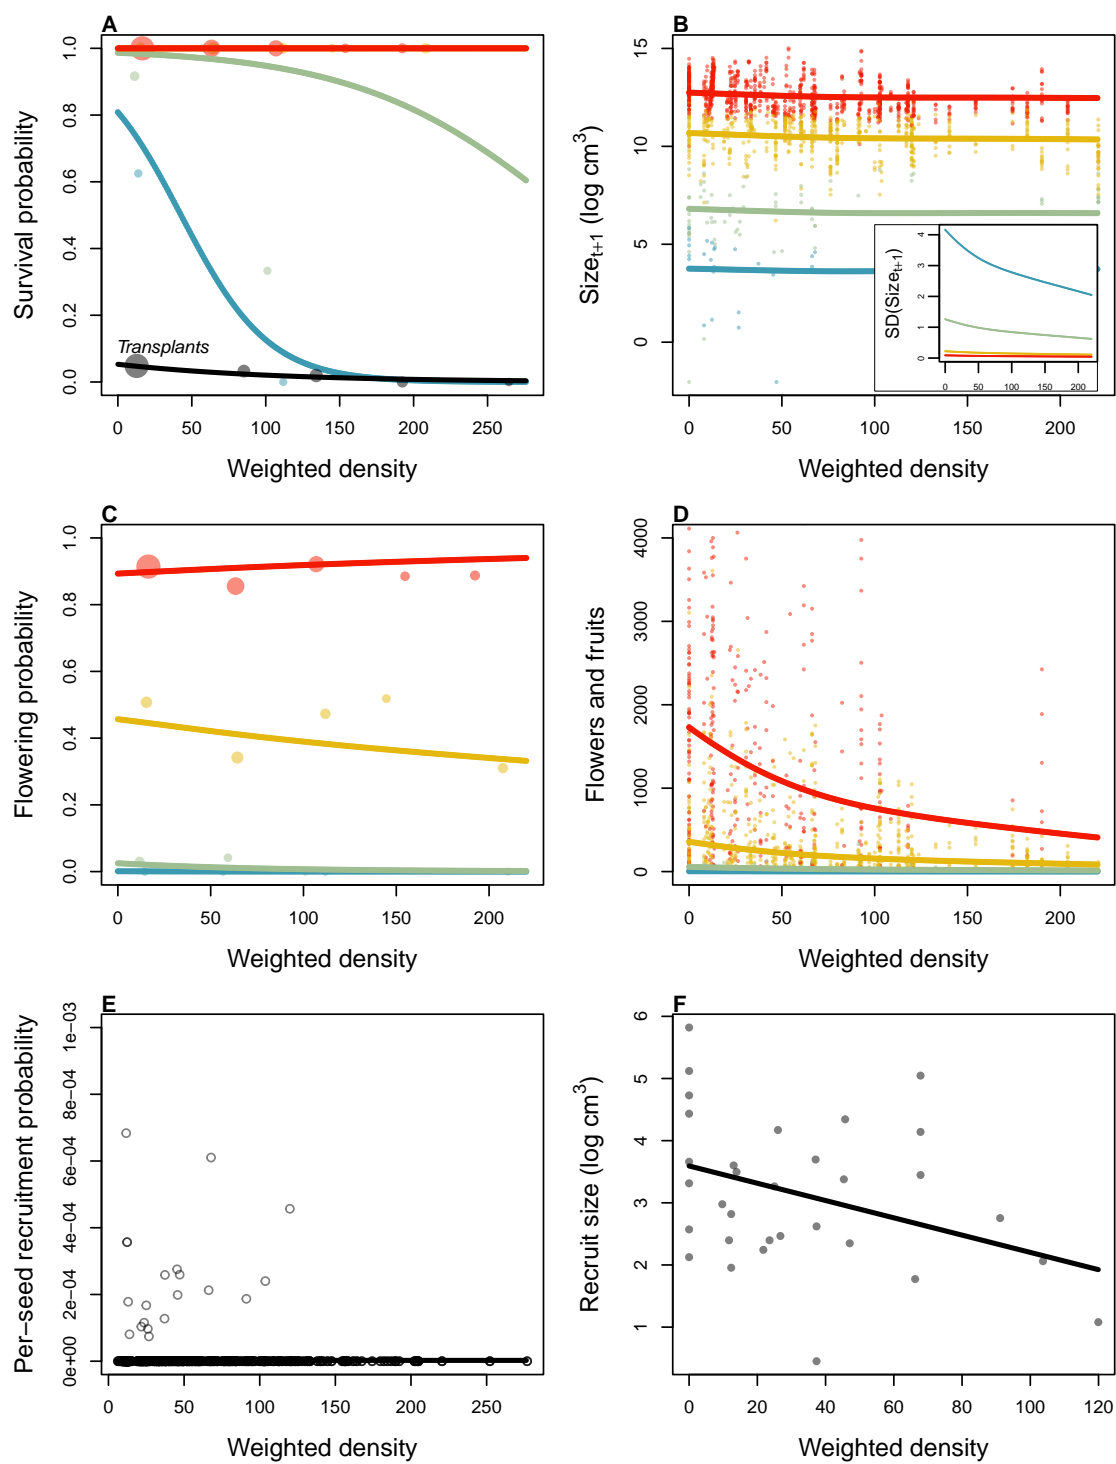 A
Survival probability
1.0
0.8
0.6
0.4
0.2
0.0
Transplants
0 50 100 150 200 250
Weighted density
B
Size_{t+1} (log cm^3)
15
10
5
0
0 50 100 150 200
Weighted density
SD(Size_{t+1})
4
3
2
1
0
0 50 100 150 200
C
Flowering probability
1.0
0.8
0.6
0.4
0.2
0.0
0 50 100 150 200
Weighted density
D
Flowers and fruits
4000
3000
2000
1000
0
0 50 100 150 200
Weighted density
E
Per−seed recruitment probability
1e−03
8e−04
6e−04
4e−04
2e−04
0e+00
0 50 100 150 200 250
Weighted density
F
Recruit size (log cm^3)
6
5
4
3
2
1
0 20 40 60 80 100 120
Weighted density